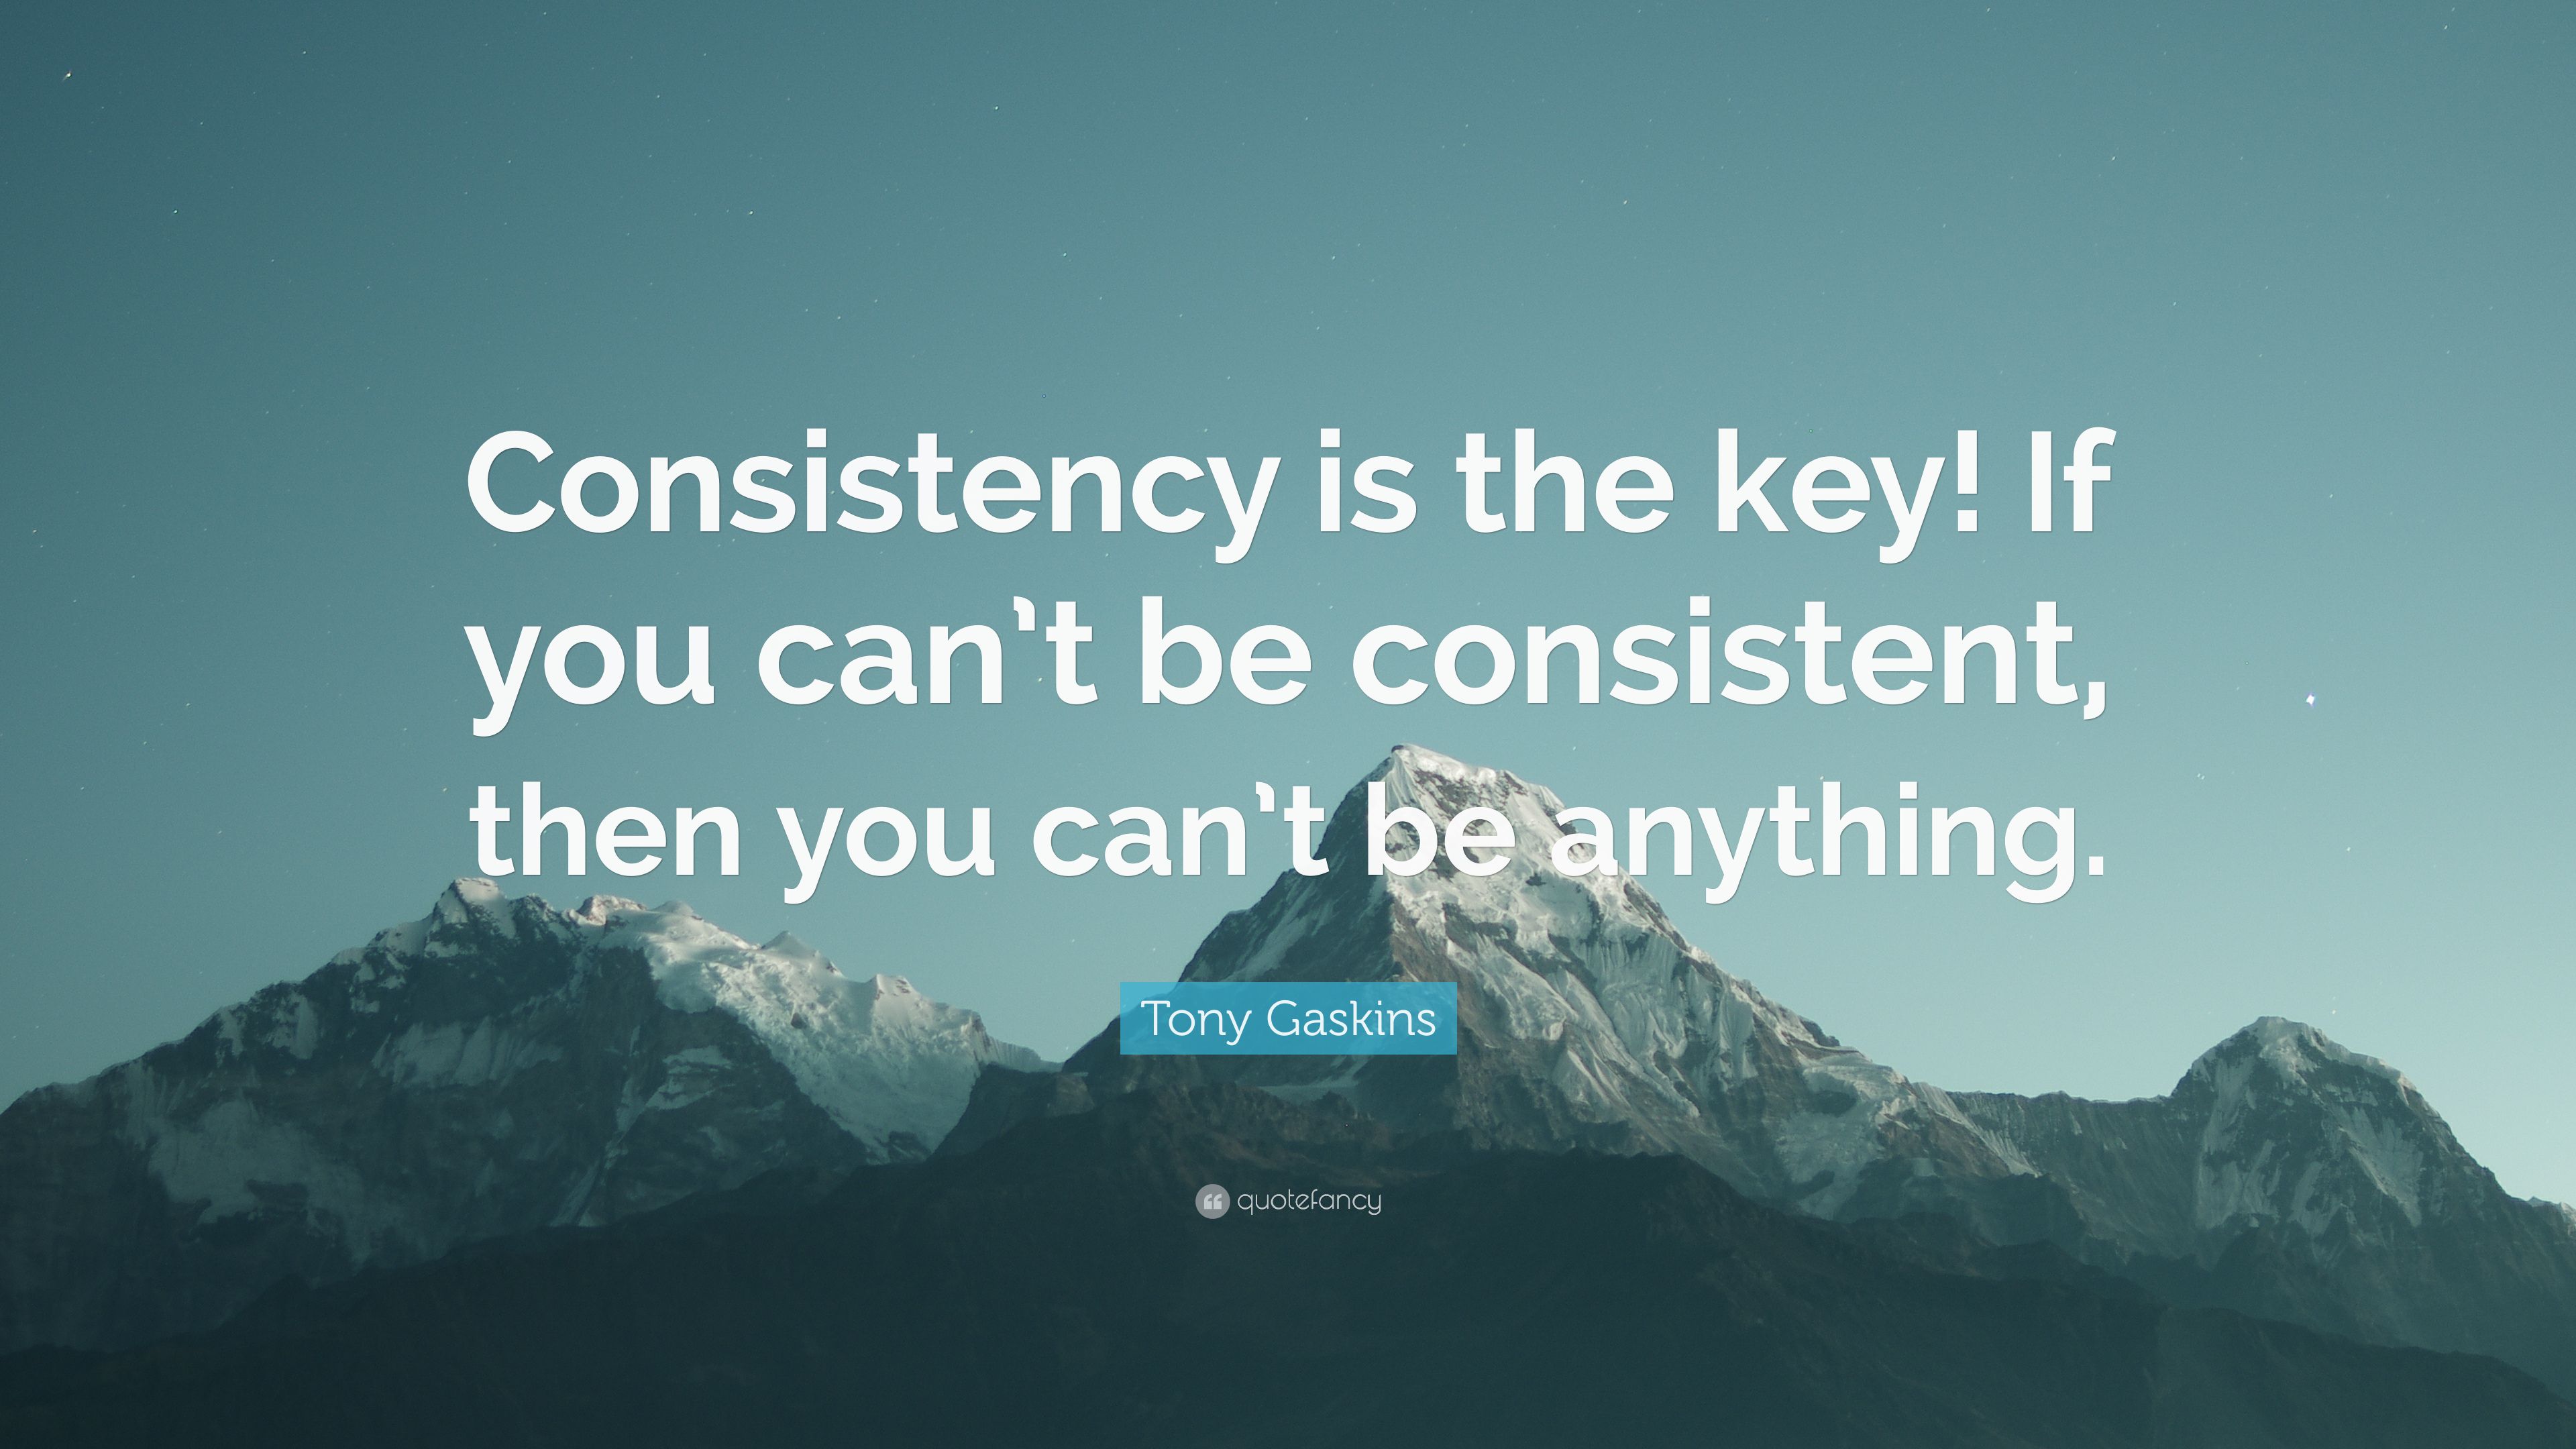 Consistency is the key! If
you can’t be consistent,
then you can’t be anything.
Tony Gaskins
quotefancy